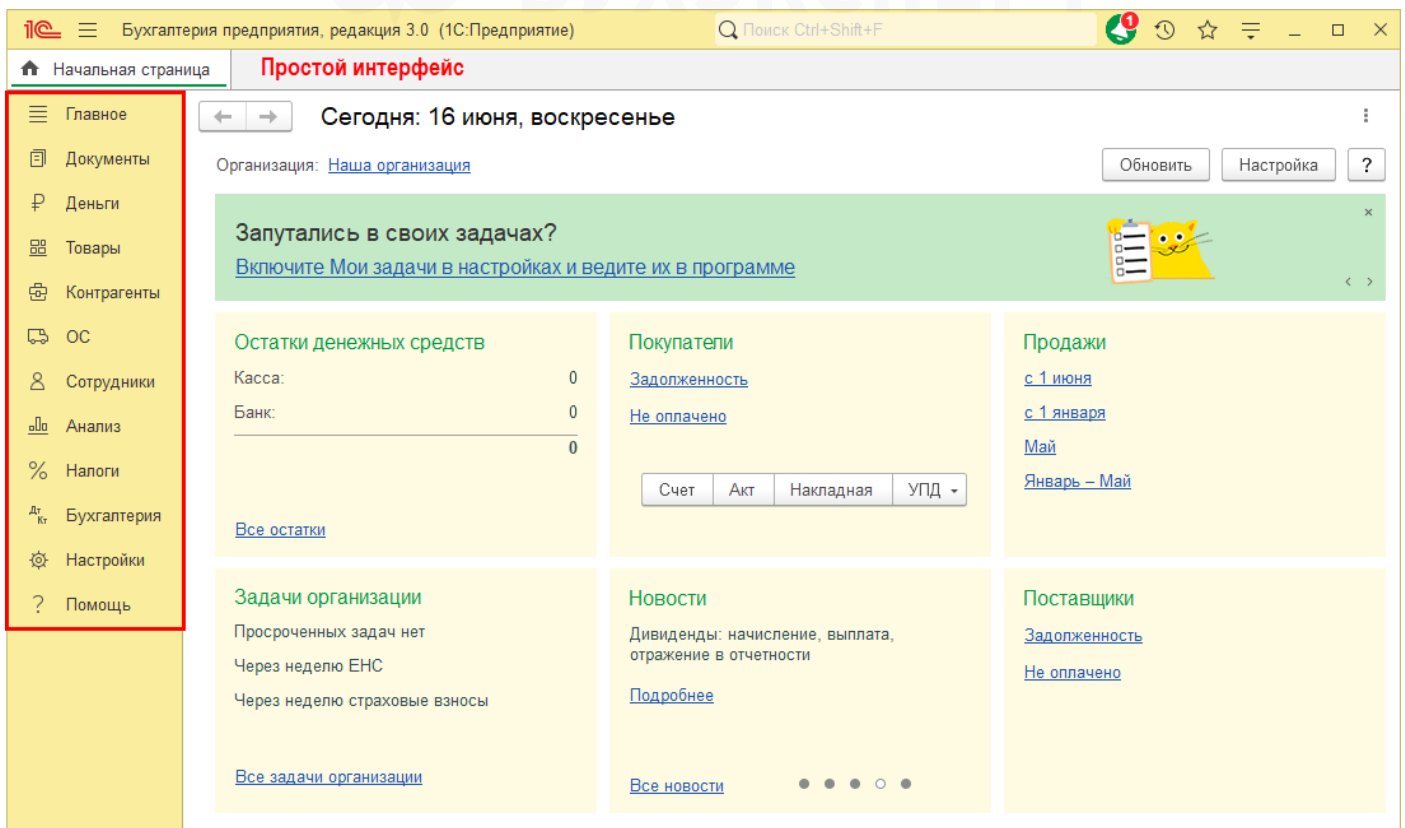 1С Бухгалтерия предприятия, редакция 3.0 (1С:Предприятие) Поиск Ctrl+Shift+F 1
Начальная страница Простой интерфейс
Главное
Документы
Деньги
Товары
Контрагенты
ОС
Сотрудники
Анализ
% Налоги
Дт Кт Бухгалтерия
Настройки
? Помощь
Сегодня: 16 июня, воскресенье
Организация: Наша организация Обновить Настройка ?
Запутались в своих задачах?
Включите Мои задачи в настройках и ведите их в программе
Остатки денежных средств
Касса: 0
Банк: 0
0
Все остатки
Покупатели
Задолженность
Не оплачено
Счет Акт Накладная УПД
Продажи
с 1 июня
с 1 января
Май
Январь – Май
Задачи организации
Просроченных задач нет
Через неделю ЕНС
Через неделю страховые взносы
Все задачи организации
Новости
Дивиденды: начисление, выплата,
отражение в отчетности
Подробнее
Все новости
Поставщики
Задолженность
Не оплачено